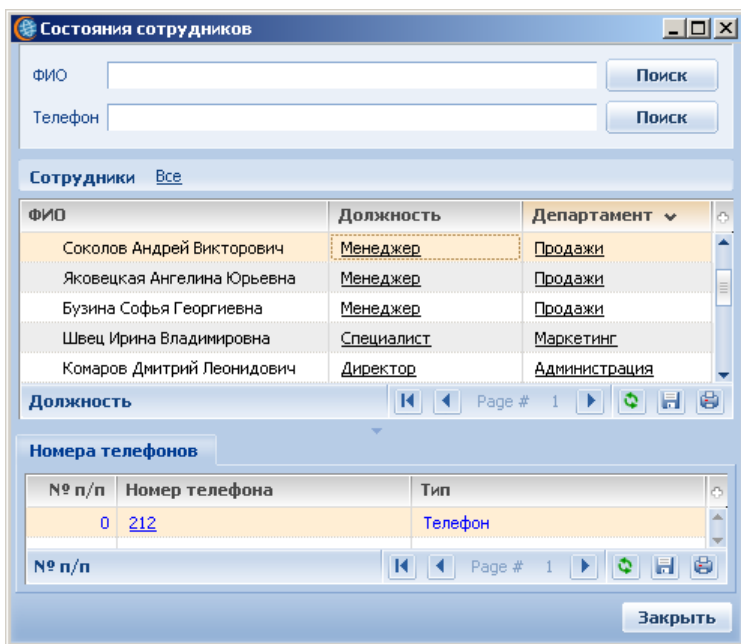 Состояния сотрудников
ФИО Поиск
Телефон Поиск
Сотрудники Все
ФИО Должность Департамент
Соколов Андрей Викторович Менеджер Продажи
Яковецкая Ангелина Юрьевна Менеджер Продажи
Бузина Софья Георгиевна Менеджер Продажи
Швец Ирина Владимировна Специалист Маркетинг
Комаров Дмитрий Леонидович Директор Администрация
Должность Page # 1
Номера телефонов
№ п/п Номер телефона Тип
0 212 Телефон
№ п/п Page # 1
Закрыть